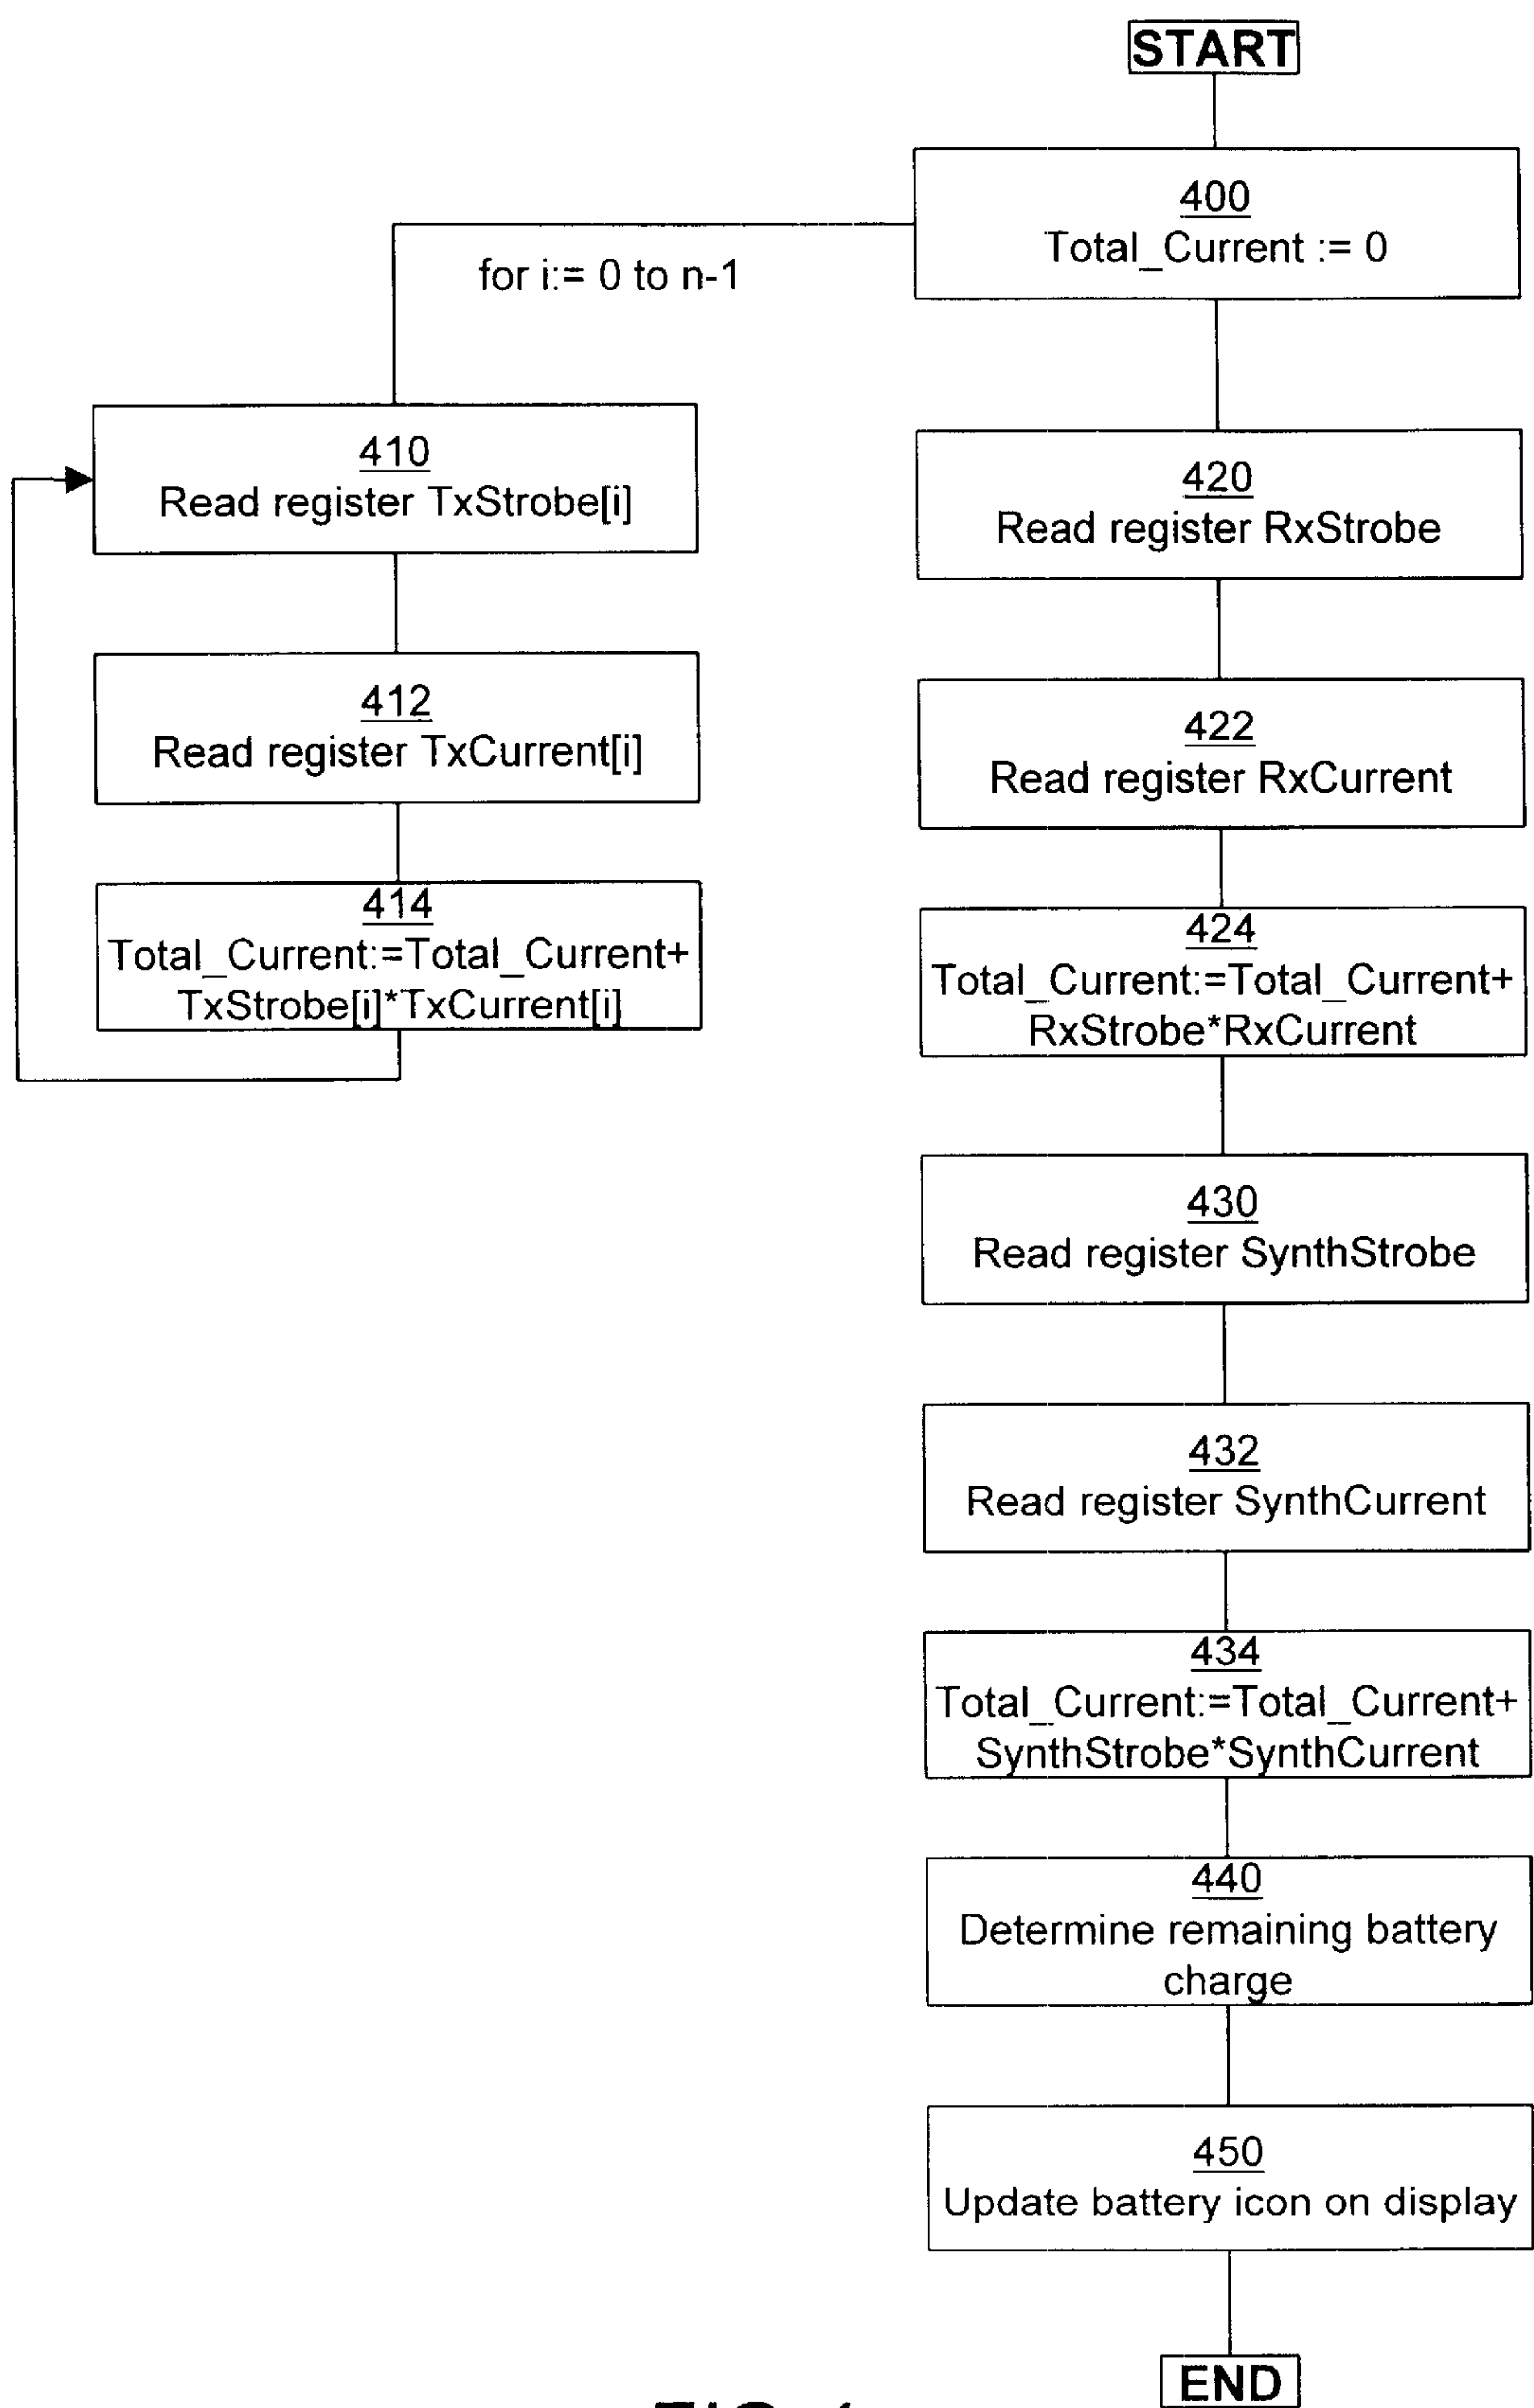 START
400
Total_Current := 0
for i:= 0 to n-1
410
Read register TxStrobe[i]
412
Read register TxCurrent[i]
414
Total_Current:=Total_Current+
TxStrobe[i]*TxCurrent[i]
420
Read register RxStrobe
422
Read register RxCurrent
424
Total_Current:=Total_Current+
RxStrobe*RxCurrent
430
Read register SynthStrobe
432
Read register SynthCurrent
434
Total_Current:=Total_Current+
SynthStrobe*SynthCurrent
440
Determine remaining battery
charge
450
Update battery icon on display
END